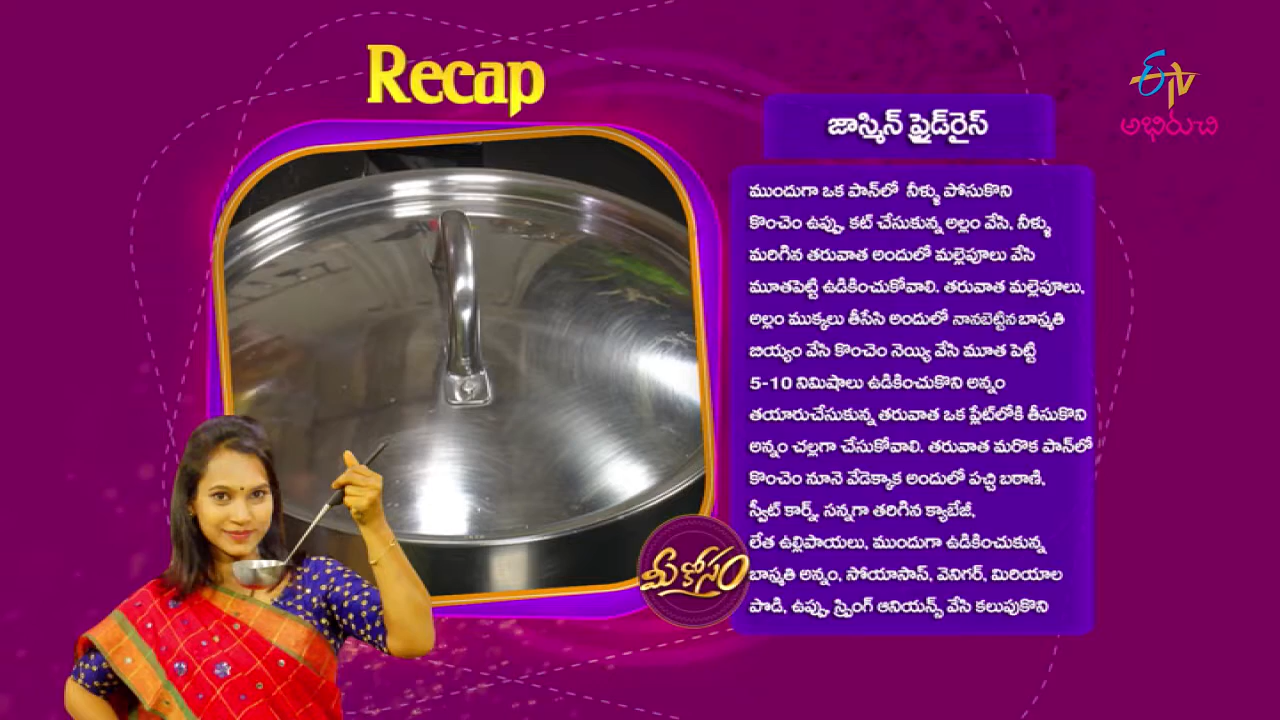 Recap
ETV
అభిరుచి
జాస్మిన్ ఫ్రైడ్‌రైస్
ముందుగా ఒక పాన్‌లో నీళ్ళు పోసుకొని
కొంచెం ఉప్పు, కట్ చేసుకున్న అల్లం వేసి, నీళ్ళు
మరిగిన తరువాత అందులో మల్లెపూలు వేసి
మూతపెట్టి ఉడికించుకోవాలి. తరువాత మల్లెపూలు,
అల్లం ముక్కలు తీసేసి అందులో నానబెట్టిన బాస్మతి
బియ్యం వేసి కొంచెం నెయ్యి వేసి మూత పెట్టి
5-10 నిమిషాలు ఉడికించుకొని అన్నం
తయారుచేసుకున్న తరువాత ఒక ప్లేట్‌లోకి తీసుకొని
అన్నం చల్లగా చేసుకోవాలి. తరువాత మరొక పాన్‌లో
కొంచెం నూనె వేడెక్కాక అందులో పచ్చి బఠాణి,
స్వీట్ కార్న్, సన్నగా తరిగిన క్యాబేజీ,
లేత ఉల్లిపాయలు, ముందుగా ఉడికించుకున్న
బాస్మతి అన్నం, సోయాసాస్, వెనిగర్, మిరియాల
పొడి, ఉప్పు, స్ప్రింగ్ ఆనియన్స్ వేసి కలుపుకొని
మీ కోసం